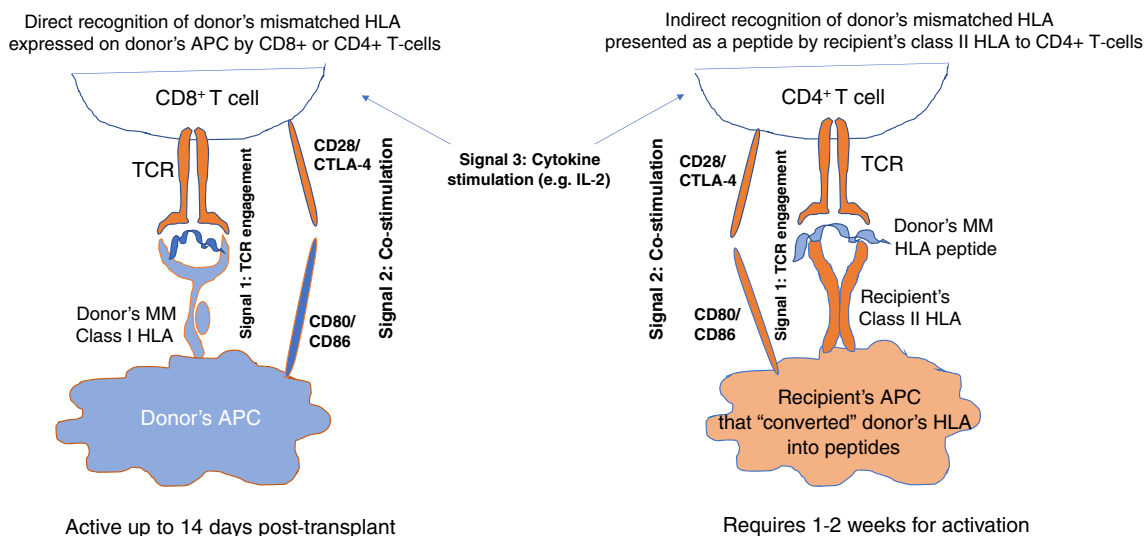 Direct recognition of donor's mismatched HLA
expressed on donor's APC by CD8+ or CD4+ T-cells
CD8⁺ T cell
TCR
Signal 1: TCR engagement
CD28/
CTLA-4
Signal 2: Co-stimulation
Donor's MM
Class I HLA
CD80/
CD86
Donor's APC
Active up to 14 days post-transplant
Signal 3: Cytokine
stimulation (e.g. IL-2)
Indirect recognition of donor's mismatched HLA
presented as a peptide by recipient's class II HLA to CD4+ T-cells
CD4⁺ T cell
Signal 2: Co-stimulation
CD28/
CTLA-4
Signal 1: TCR engagement
TCR
Donor's MM
HLA peptide
CD80/
CD86
Recipient's
Class II HLA
Recipient's APC
that “converted” donor's HLA
into peptides
Requires 1-2 weeks for activation